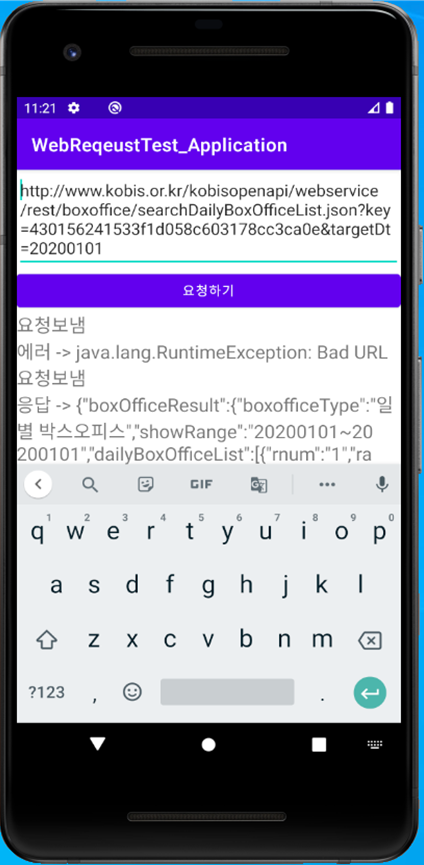 11:21
WebReqeustTest_Application
http://www.kobis.or.kr/kobisopenapi/webservice
/rest/boxoffice/searchDailyBoxOfficeList.json?key
=430156241533f1d058c603178cc3ca0e&targetDt
=20200101
요청하기
요청보냄
에러 -> java.lang.RuntimeException: Bad URL
요청보냄
응답 -> {"boxOfficeResult":{"boxofficeType":"일
별 박스오피스","showRange":"20200101~20
200101","dailyBoxOfficeList":[{"rnum":"1","ra
GIF
1 2 3 4 5 6 7 8 9 0
q w e r t y u i o p
a s d f g h j k l
z x c v b n m
?123 , .